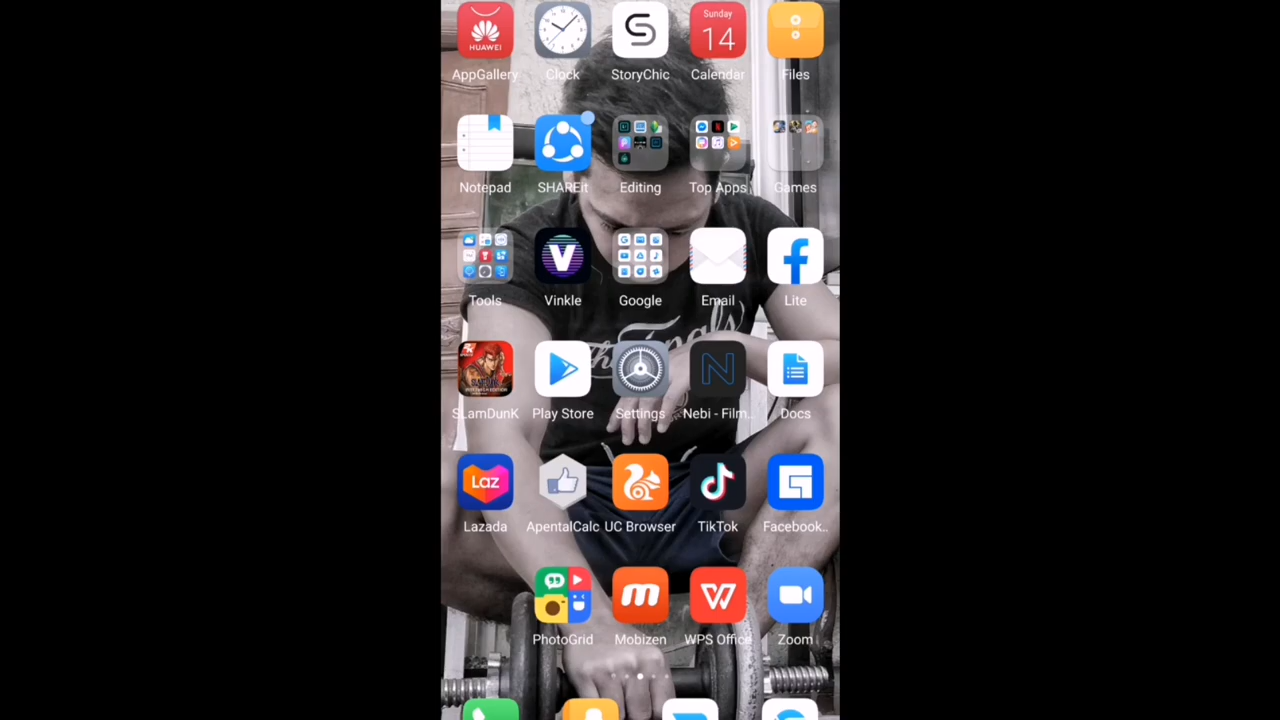 Sunday
14
HUAWEI
AppGallery
Clock
StoryChic
Calendar
Files
Notepad
SHAREit
Editing
Top Apps
Games
Tools
Vinkle
Google
Email
Lite
The Finals
SLamDunK
Play Store
Settings
Nebi - Film..
Docs
Laz
Lazada
ApentalCalc
UC Browser
TikTok
Facebook..
PhotoGrid
Mobizen
WPS Office
Zoom